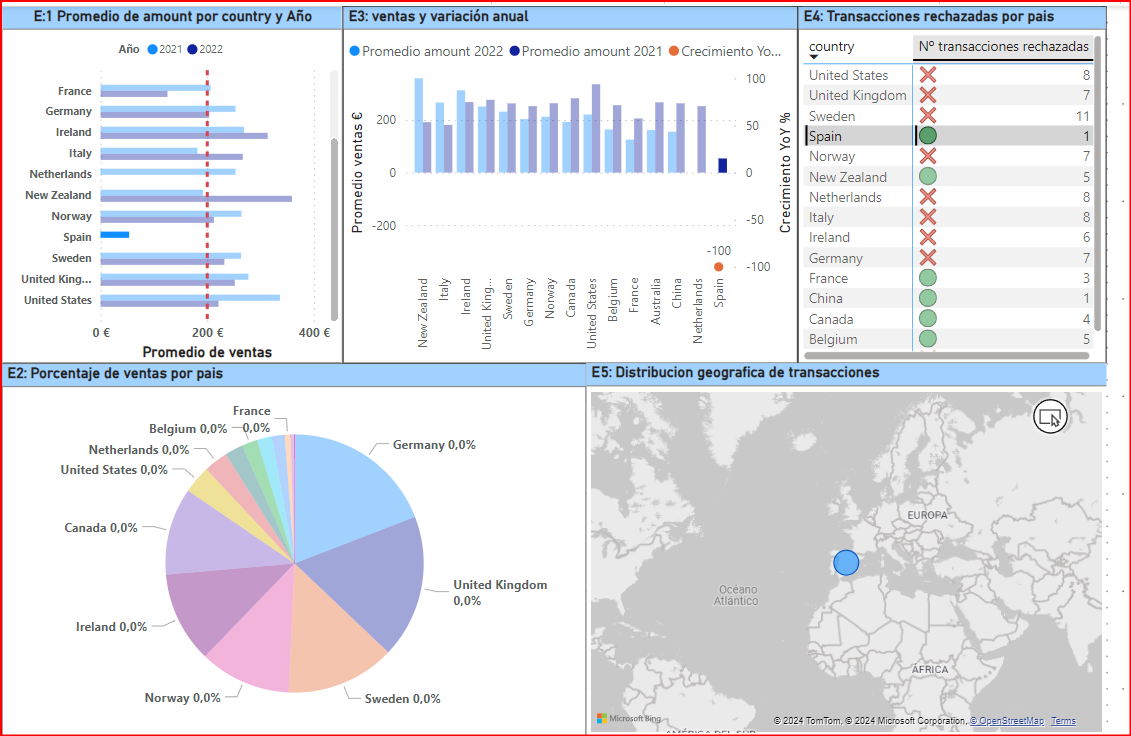 E:1 Promedio de amount por country y Año
Año 2021 2022
France
Germany
Ireland
Italy
Netherlands
New Zealand
Norway
Spain
Sweden
United King...
United States
0 € 200 € 400 €
Promedio de ventas
E3: ventas y variación anual
Promedio amount 2022 Promedio amount 2021 Crecimiento Yo...
Promedio ventas €
200
0
-200
100
50
0
-50
-100
Crecimiento YoY %
-100
New Zealand
Italy
Ireland
United King...
Sweden
Germany
Norway
Canada
United States
Belgium
France
Australia
China
Netherlands
Spain
E4: Transacciones rechazadas por pais
country Nº transacciones rechazadas
United States 8
United Kingdom 7
Sweden 11
Spain 1
Norway 7
New Zealand 5
Netherlands 8
Italy 8
Ireland 6
Germany 7
France 3
China 1
Canada 4
Belgium 5
E2: Porcentaje de ventas por pais
France
0,0%
Belgium 0,0%
Netherlands 0,0%
United States 0,0%
Canada 0,0%
Ireland 0,0%
Norway 0,0%
Sweden 0,0%
United Kingdom
0,0%
Germany 0,0%
E5: Distribucion geografica de transacciones
EUROPA
Océano
Atlántico
ÁFRICA
AMÉRICA DEL SUR
Microsoft Bing
© 2024 TomTom, © 2024 Microsoft Corporation, © OpenStreetMap Terms